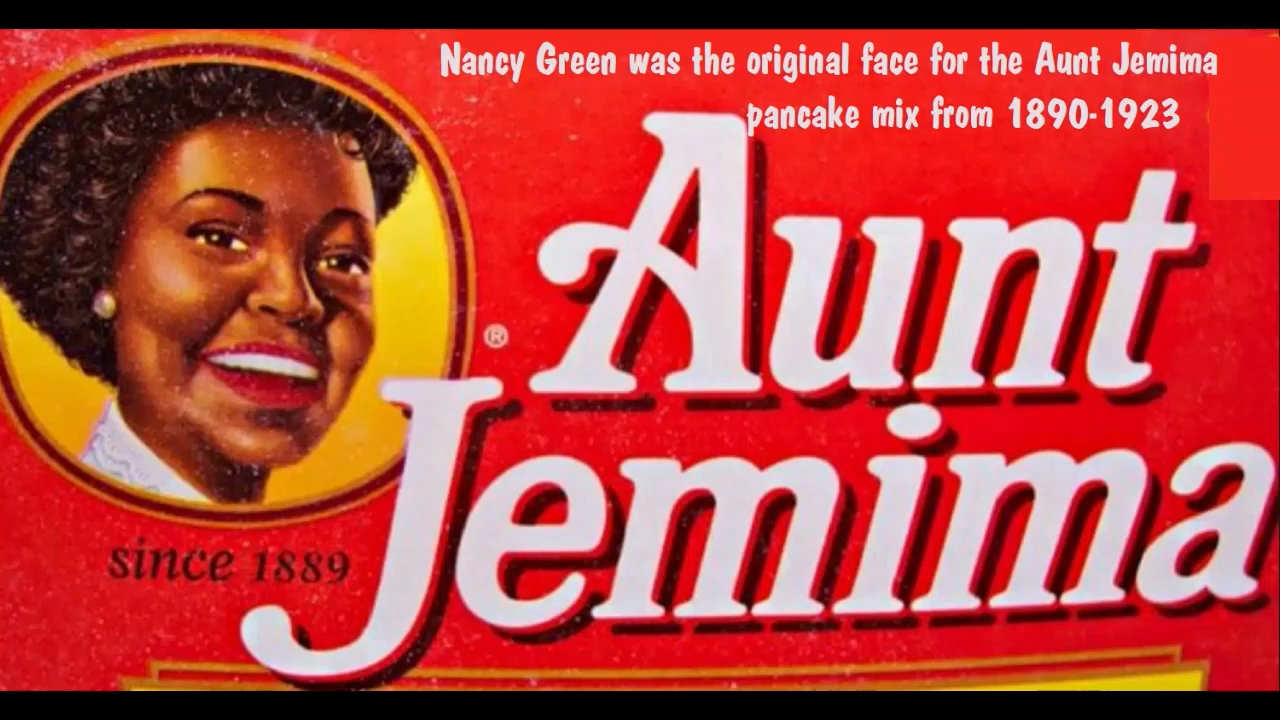 Nancy Green was the original face for the Aunt Jemima
pancake mix from 1890-1923
Aunt
®
Jemima
since 1889